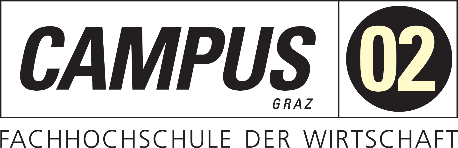 CAMPUS 02
GRAZ
FACHHOCHSCHULE DER WIRTSCHAFT